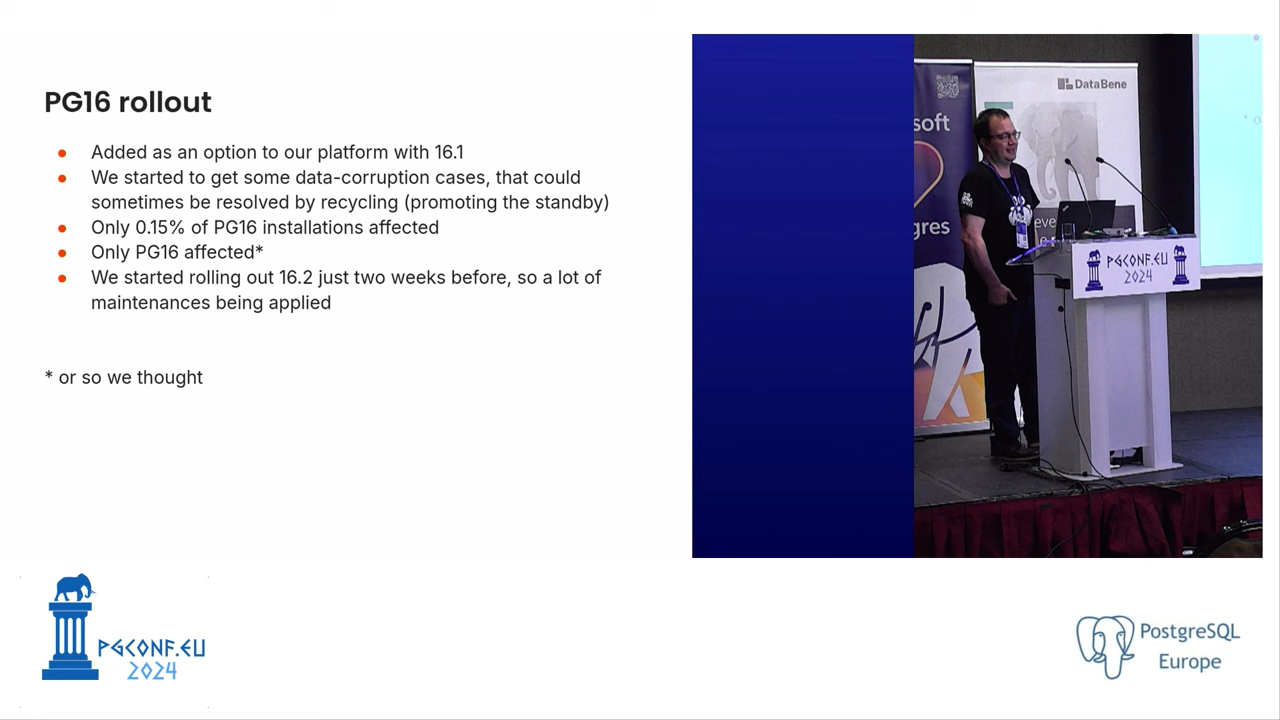 PG16 rollout
Added as an option to our platform with 16.1
We started to get some data-corruption cases, that could
sometimes be resolved by recycling (promoting the standby)
Only 0.15% of PG16 installations affected
Only PG16 affected*
We started rolling out 16.2 just two weeks before, so a lot of
maintenances being applied
* or so we thought
DataBene
soft
gres
PGCONF.EU
2024
PGCONF.EU
2024
PostgreSQL
Europe